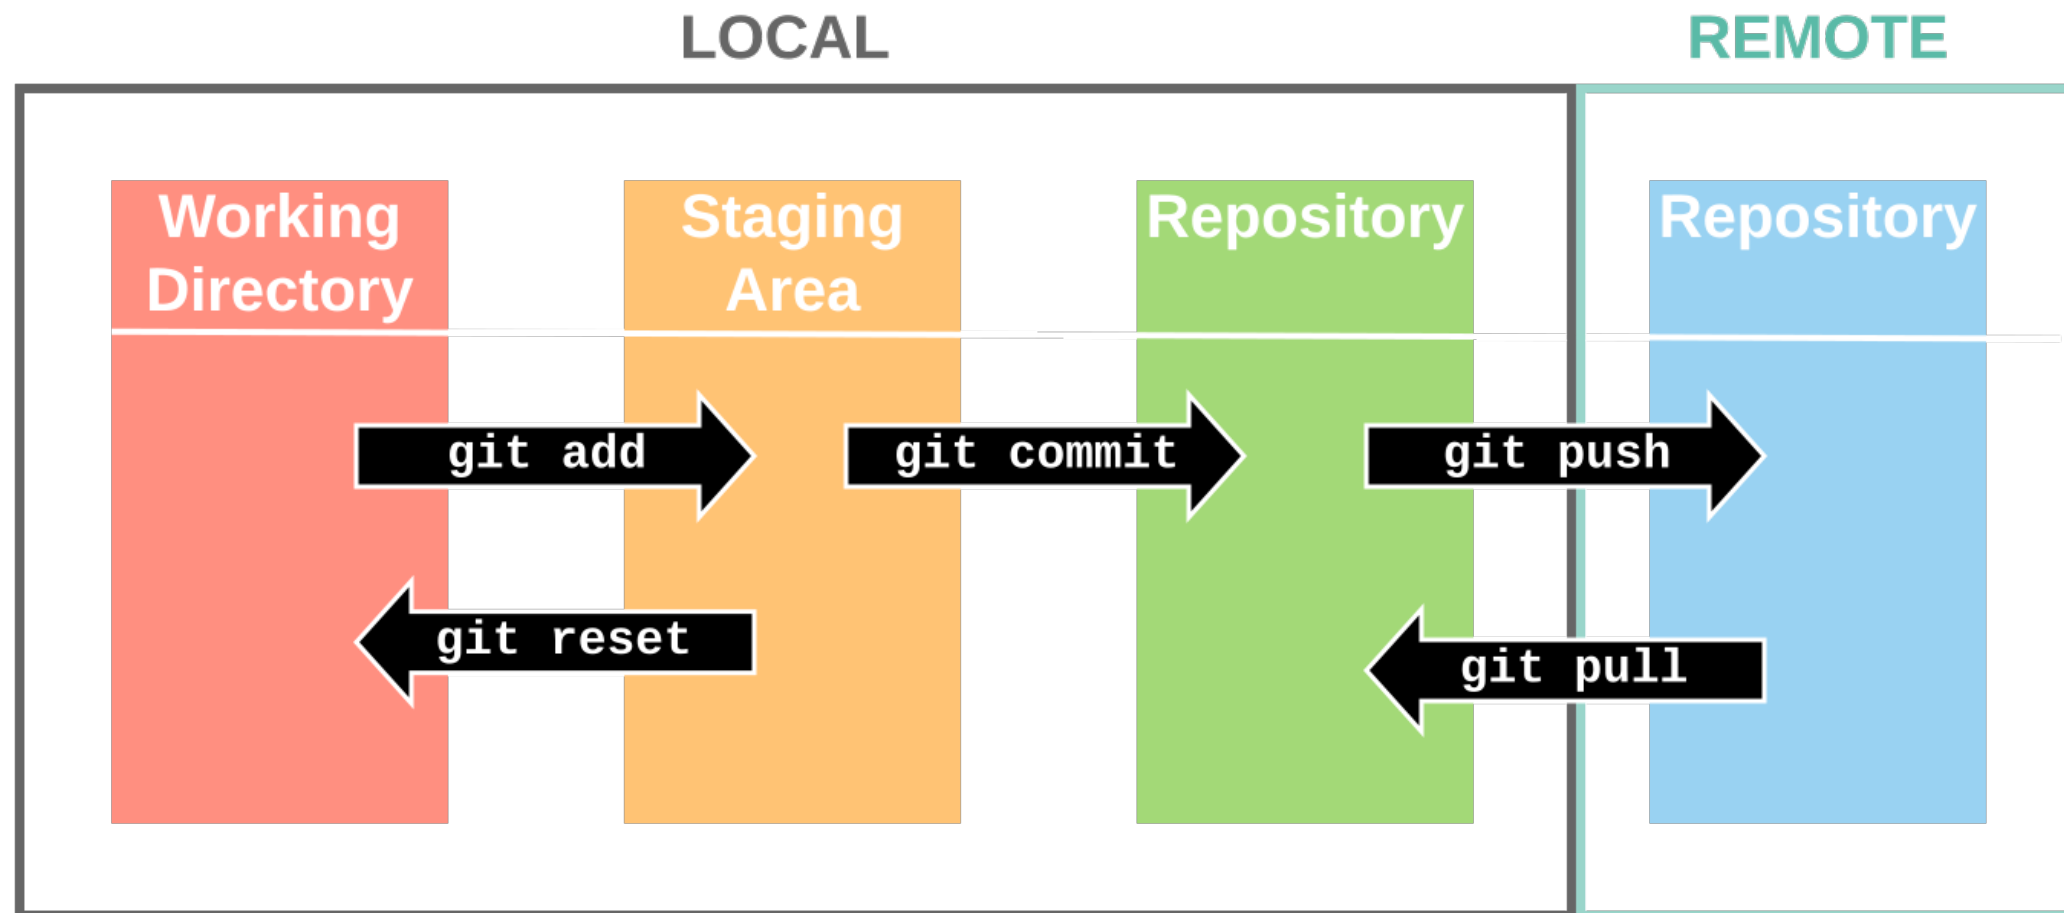 LOCAL
REMOTE
Working
Directory
Staging
Area
Repository
Repository
git add
git commit
git push
git reset
git pull